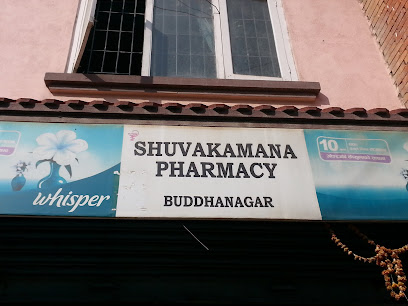 SHUVAKAMANA
PHARMACY
BUDDHANAGAR
whisper
10